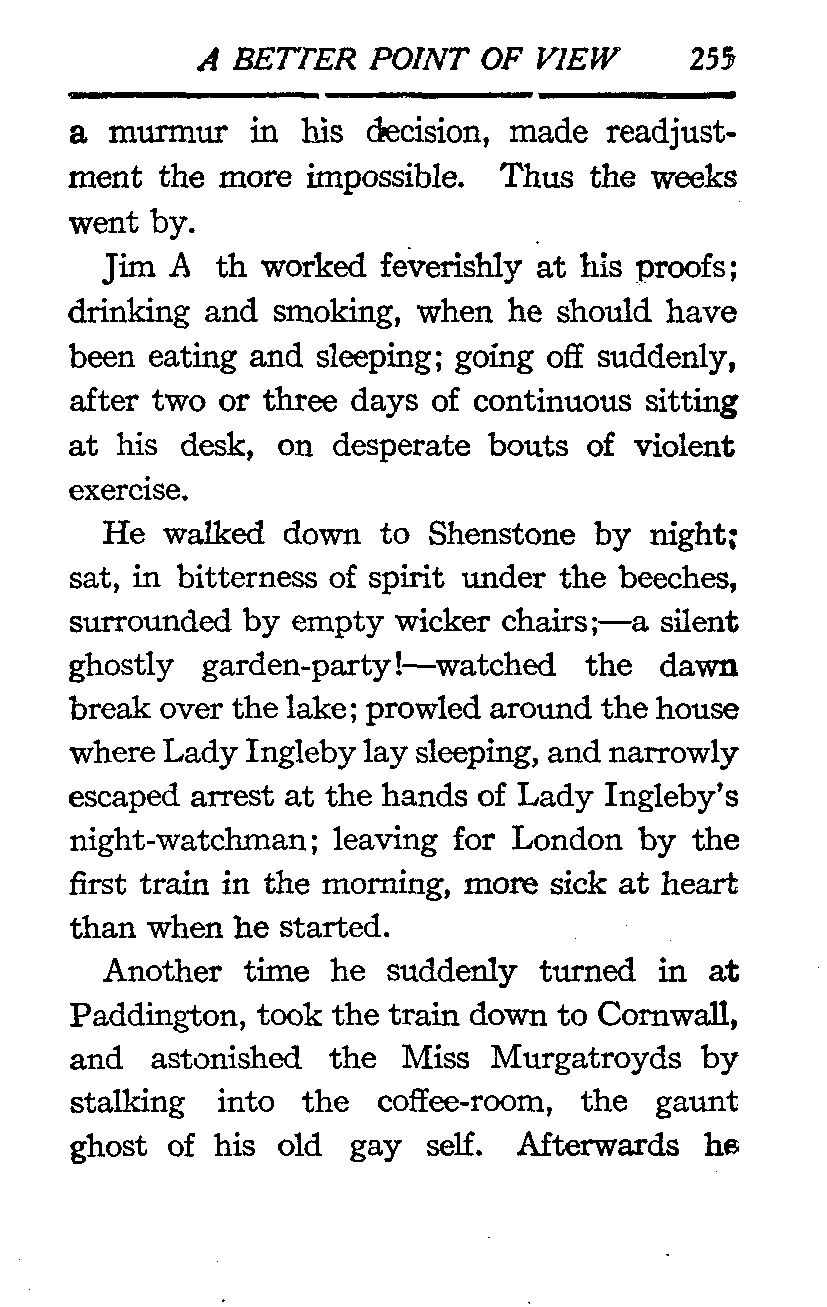 A BETTER POINT OF VIEW 255
a murmur in his decision, made readjust-
ment the more impossible. Thus the weeks
went by.
Jim A th worked feverishly at his proofs;
drinking and smoking, when he should have
been eating and sleeping; going off suddenly,
after two or three days of continuous sitting
at his desk, on desperate bouts of violent
exercise.
He walked down to Shenstone by night;
sat, in bitterness of spirit under the beeches,
surrounded by empty wicker chairs;—a silent
ghostly garden-party!—watched the dawn
break over the lake; prowled around the house
where Lady Ingleby lay sleeping, and narrowly
escaped arrest at the hands of Lady Ingleby's
night-watchman; leaving for London by the
first train in the morning, more sick at heart
than when he started.
Another time he suddenly turned in at
Paddington, took the train down to Cornwall,
and astonished the Miss Murgatroyds by
stalking into the coffee-room, the gaunt
ghost of his old gay self. Afterwards he